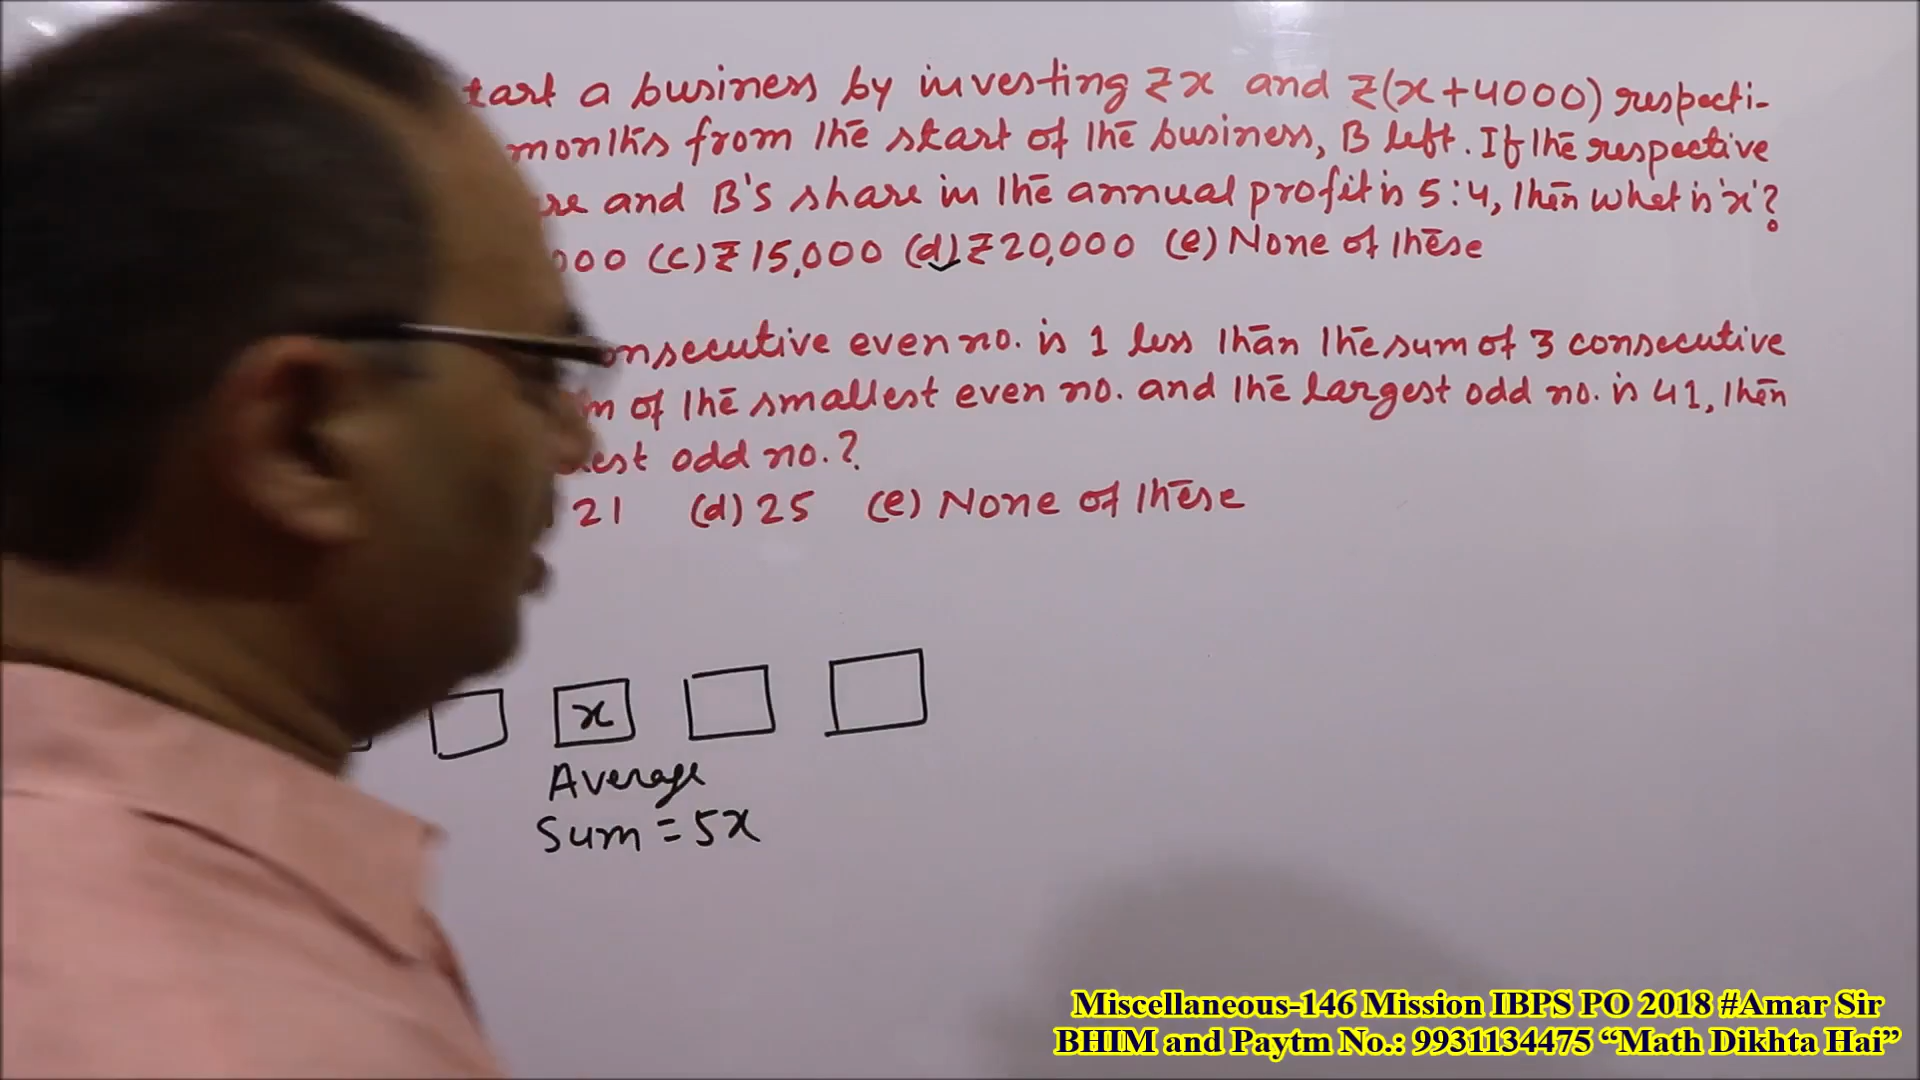 tart a business by investing ₹x and ₹(x+4000) respecti-
months from the start of the business, B left. If the respective
re and B's share in the annual profit is 5:4, then what is 'x'?
000 (c) ₹15,000 (d) ₹20,000 (e) None of these
onsecutive even no. is 1 less than the sum of 3 consecutive
m of the smallest even no. and the largest odd no. is 41, then
est odd no.?
21 (d) 25 (e) None of these
x
Average
Sum = 5x
Miscellaneous-146 Mission IBPS PO 2018 #Amar Sir
BHIM and Paytm No.: 9931134475 “Math Dikhta Hai”